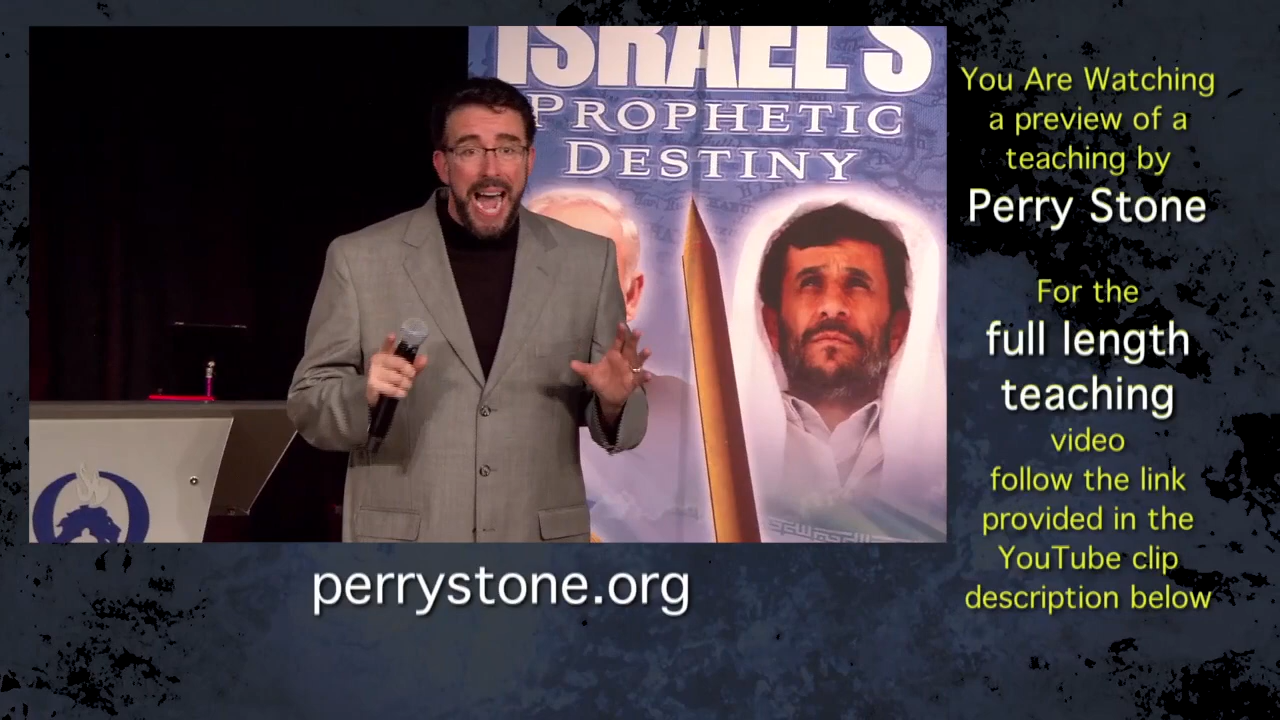 ISRAEL'S
PROPHETIC
DESTINY
You Are Watching
a preview of a
teaching by
Perry Stone
For the
full length
teaching
video
follow the link
provided in the
YouTube clip
description below
perrystone.org